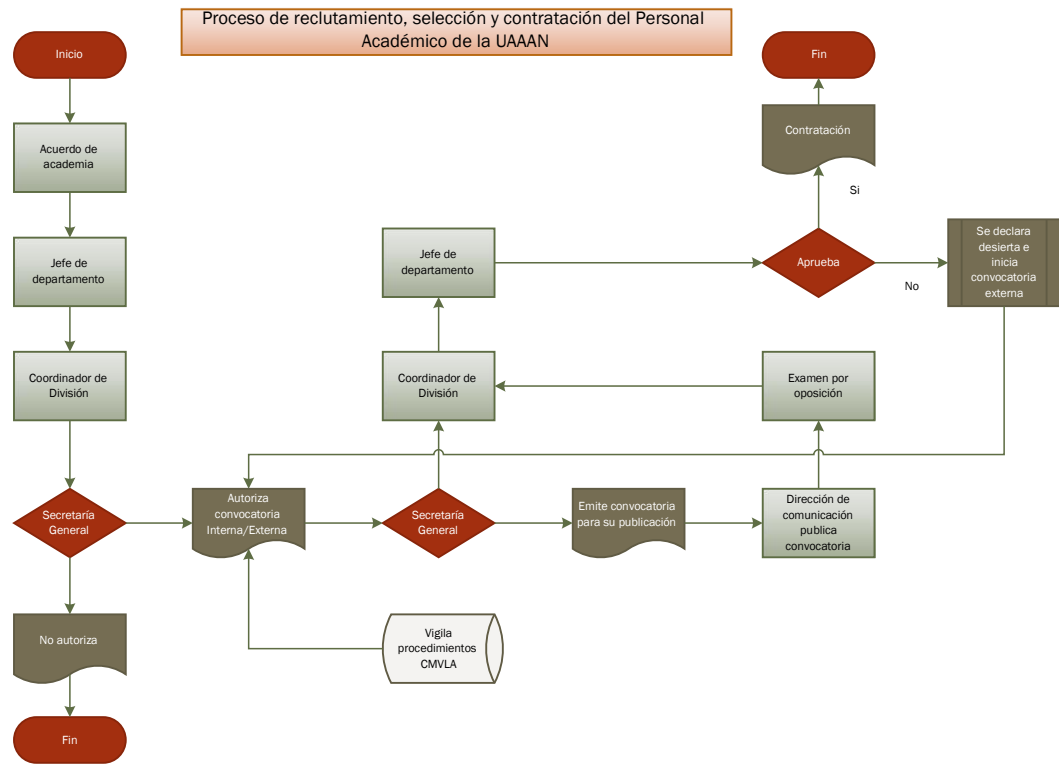 Proceso de reclutamiento, selección y contratación del Personal
Académico de la UAAAN
Inicio
Acuerdo de
academia
Jefe de
departamento
Coordinador de
División
Secretaría
General
No autoriza
Fin
Autoriza
convocatoria
Interna/Externa
Vigila
procedimientos
CMVLA
Secretaría
General
Coordinador de
División
Jefe de
departamento
Emite convocatoria
para su publicación
Dirección de
comunicación
publica
convocatoria
Examen por
oposición
Aprueba
Si
Contratación
Fin
No
Se declara
desierta e
inicia
convocatoria
externa